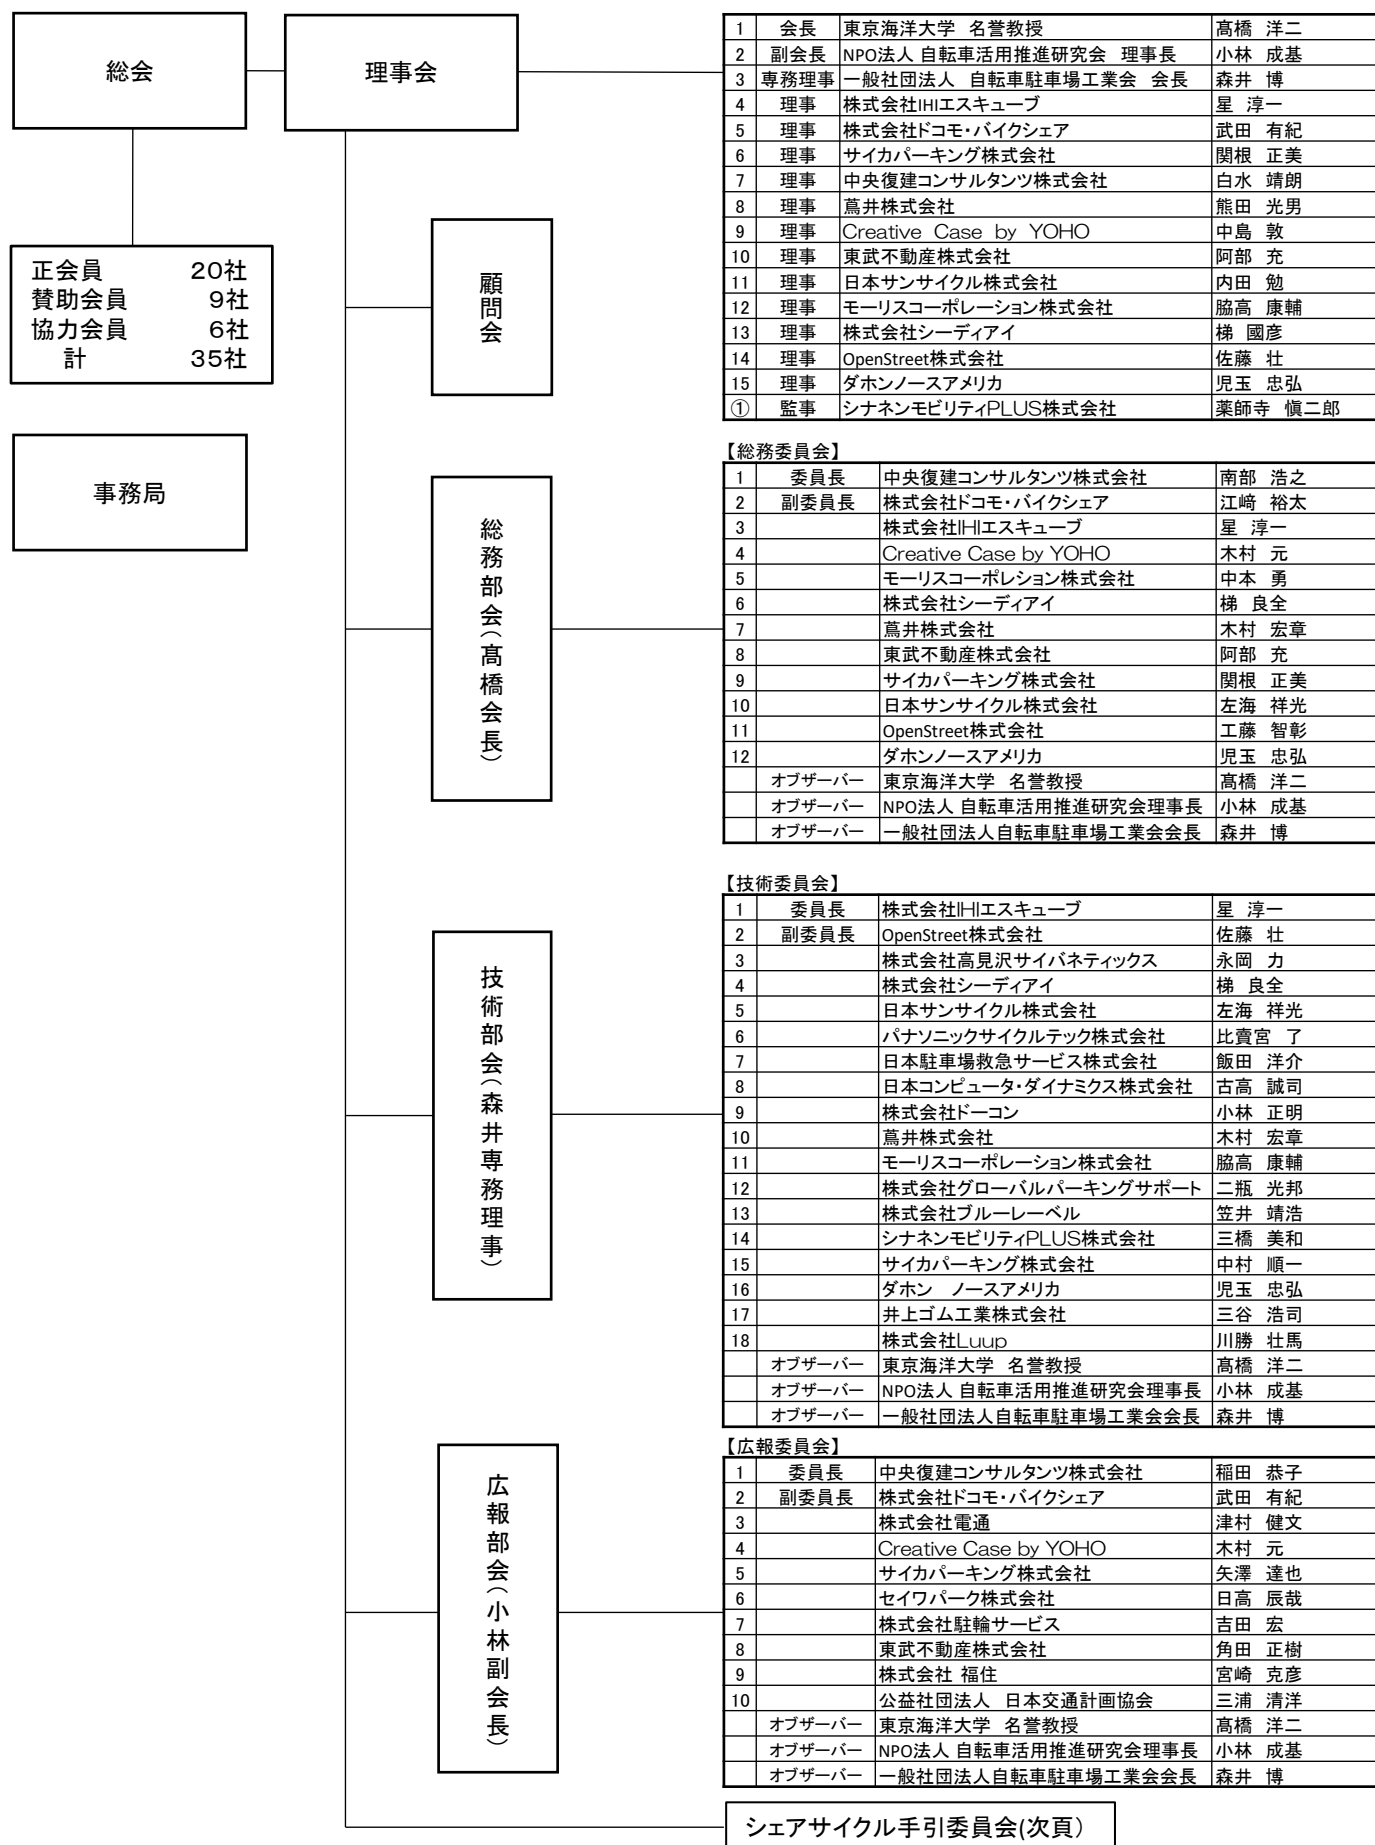 総会
理事会
正会員 20社
賛助会員 9社
協力会員 6社
計 35社
事務局
顧問会
総務部会(髙橋会長)
技術部会(森井専務理事)
広報部会(小林副会長)
1 会長 東京海洋大学 名誉教授 髙橋 洋二
2 副会長 NPO法人 自転車活用推進研究会 理事長 小林 成基
3 専務理事 一般社団法人 自転車駐車場工業会 会長 森井 博
4 理事 株式会社IHIエスキューブ 星 淳一
5 理事 株式会社ドコモ・バイクシェア 武田 有紀
6 理事 サイカパーキング株式会社 関根 正美
7 理事 中央復建コンサルタンツ株式会社 白水 靖朗
8 理事 蔦井株式会社 熊田 光男
9 理事 Creative Case by YOHO 中島 敦
10 理事 東武不動産株式会社 阿部 充
11 理事 日本サンサイクル株式会社 内田 勉
12 理事 モーリスコーポレーション株式会社 脇高 康輔
13 理事 株式会社シーディアイ 梯 國彦
14 理事 OpenStreet株式会社 佐藤 壮
15 理事 ダホンノースアメリカ 児玉 忠弘
① 監事 シナネンモビリティPLUS株式会社 薬師寺 愼二郎
【総務委員会】
1 委員長 中央復建コンサルタンツ株式会社 南部 浩之
2 副委員長 株式会社ドコモ・バイクシェア 江﨑 裕太
3 株式会社IHIエスキューブ 星 淳一
4 Creative Case by YOHO 木村 元
5 モーリスコーポレション株式会社 中本 勇
6 株式会社シーディアイ 梯 良全
7 蔦井株式会社 木村 宏章
8 東武不動産株式会社 阿部 充
9 サイカパーキング株式会社 関根 正美
10 日本サンサイクル株式会社 左海 祥光
11 OpenStreet株式会社 工藤 智彰
12 ダホンノースアメリカ 児玉 忠弘
オブザーバー 東京海洋大学 名誉教授 髙橋 洋二
オブザーバー NPO法人 自転車活用推進研究会理事長 小林 成基
オブザーバー 一般社団法人自転車駐車場工業会会長 森井 博
【技術委員会】
1 委員長 株式会社IHIエスキューブ 星 淳一
2 副委員長 OpenStreet株式会社 佐藤 壮
3 株式会社高見沢サイバネティックス 永岡 力
4 株式会社シーディアイ 梯 良全
5 日本サンサイクル株式会社 左海 祥光
6 パナソニックサイクルテック株式会社 比賣宮 了
7 日本駐車場救急サービス株式会社 飯田 洋介
8 日本コンピュータ・ダイナミクス株式会社 古高 誠司
9 株式会社ドーコン 小林 正明
10 蔦井株式会社 木村 宏章
11 モーリスコーポレーション株式会社 脇高 康輔
12 株式会社グローバルパーキングサポート 二瓶 光邦
13 株式会社ブルーレーベル 笠井 靖浩
14 シナネンモビリティPLUS株式会社 三橋 美和
15 サイカパーキング株式会社 中村 順一
16 ダホン ノースアメリカ 児玉 忠弘
17 井上ゴム工業株式会社 三谷 浩司
18 株式会社Luup 川勝 壮馬
オブザーバー 東京海洋大学 名誉教授 髙橋 洋二
オブザーバー NPO法人 自転車活用推進研究会理事長 小林 成基
オブザーバー 一般社団法人自転車駐車場工業会会長 森井 博
【広報委員会】
1 委員長 中央復建コンサルタンツ株式会社 稲田 恭子
2 副委員長 株式会社ドコモ・バイクシェア 武田 有紀
3 株式会社電通 津村 健文
4 Creative Case by YOHO 木村 元
5 サイカパーキング株式会社 矢澤 達也
6 セイワパーク株式会社 日高 辰哉
7 株式会社駐輪サービス 吉田 宏
8 東武不動産株式会社 角田 正樹
9 株式会社 福住 宮崎 克彦
10 公益社団法人 日本交通計画協会 三浦 清洋
オブザーバー 東京海洋大学 名誉教授 髙橋 洋二
オブザーバー NPO法人 自転車活用推進研究会理事長 小林 成基
オブザーバー 一般社団法人自転車駐車場工業会会長 森井 博
シェアサイクル手引委員会(次頁)